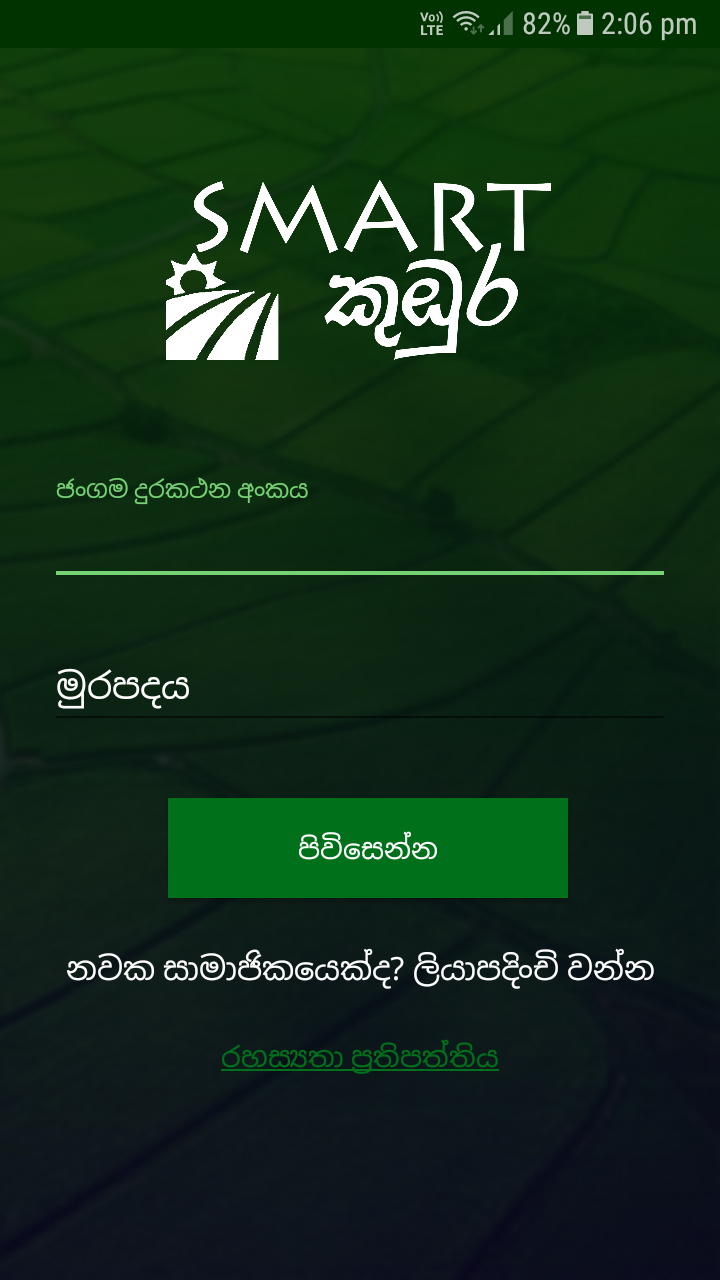 Vo) LTE 82% 2:06 pm
SMART
කුඹුර
ජංගම දුරකථන අංකය
මුරපදය
පිවිසෙන්න
නවක සාමාජිකයෙක්ද? ලියාපදිංචි වන්න
රහස්‍යතා ප්‍රතිපත්තිය